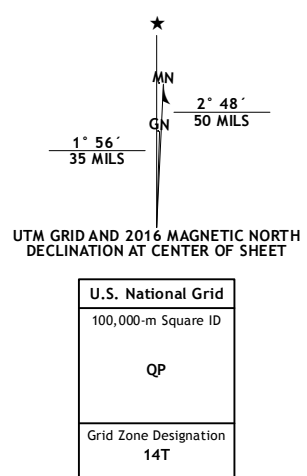 ★
MN
2° 48´
50 MILS
GN
1° 56´
35 MILS
UTM GRID AND 2016 MAGNETIC NORTH
DECLINATION AT CENTER OF SHEET
U.S. National Grid
100,000-m Square ID
QP
Grid Zone Designation
14T